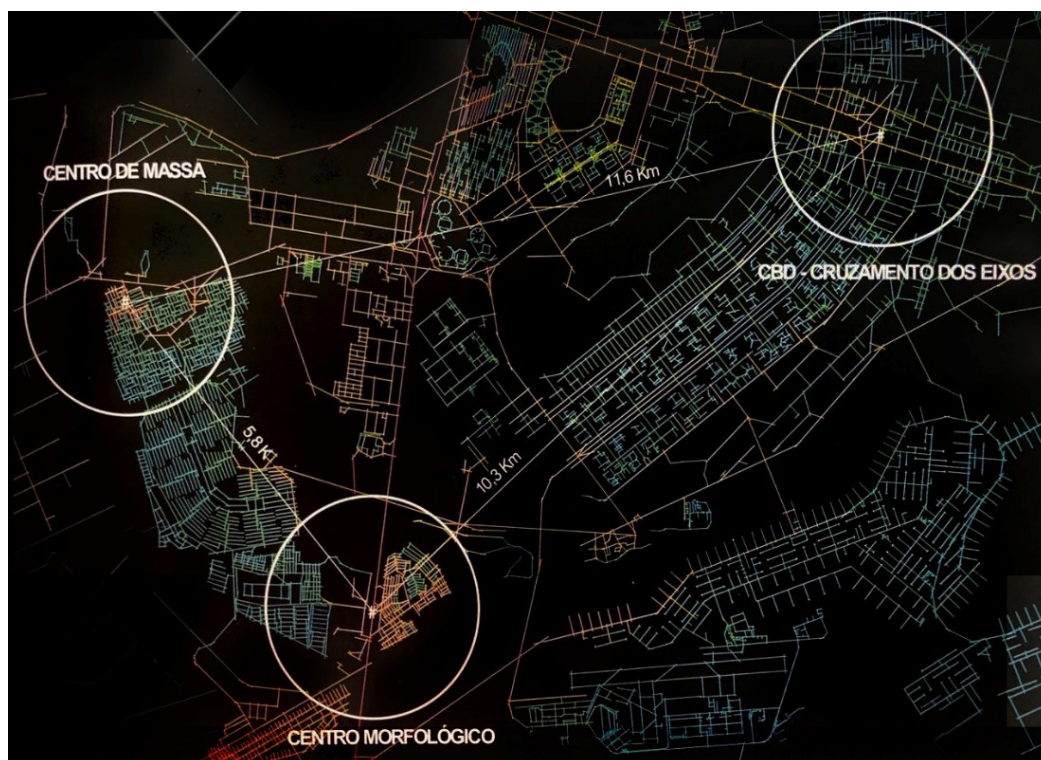 CENTRO DE MASSA
11,6 Km
CBD - CRUZAMENTO DOS EIXOS
5,8 K
10,3 Km
CENTRO MORFOLÓGICO